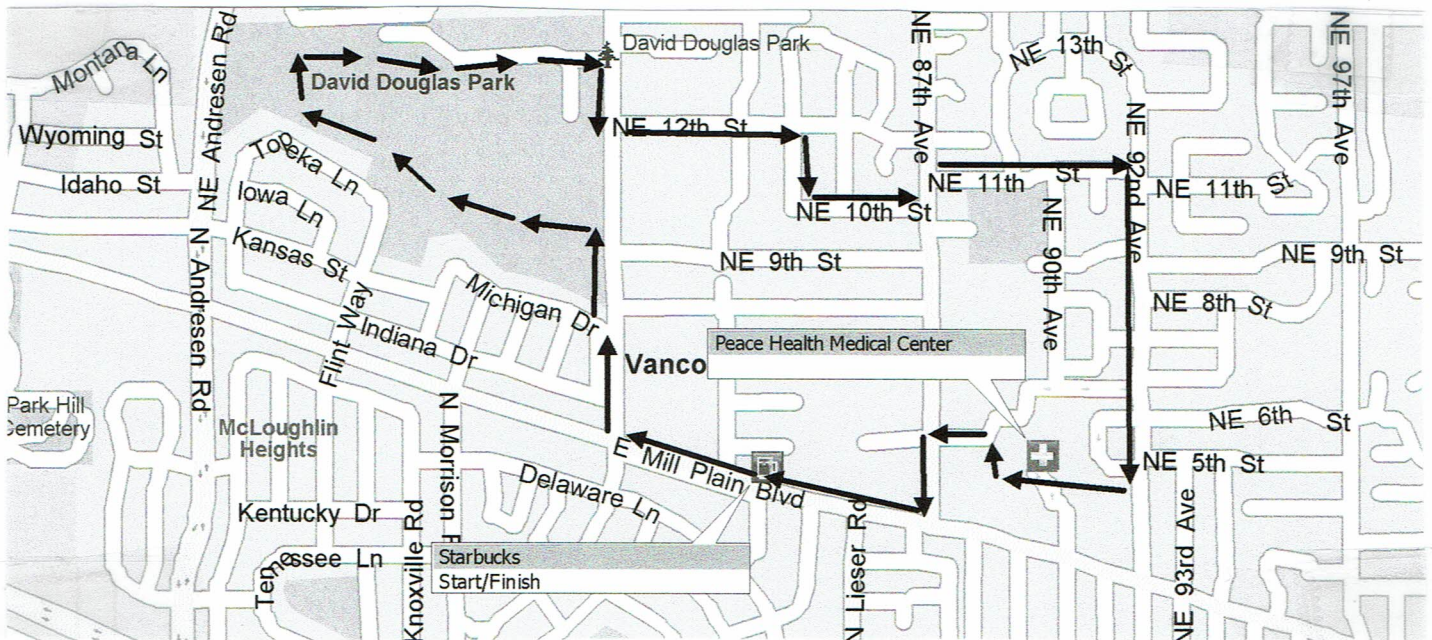 Montana Ln
NE Andresen Rd
David Douglas Park
David Douglas Park
NE 87th Ave
NE 13th St
NE 97th Ave
Wyoming St
Idaho St
Topeka Ln
Iowa Ln
Kansas St
NE 12th St
NE 11th St
NE 10th St
NE 92nd Ave
NE 11th St
NE 9th St
NE 90th Ave
NE 9th St
NE 8th St
N Andresen Rd
Flint Way
Michigan Dr
Indiana Dr
Vanco
Peace Health Medical Center
Park Hill
Cemetery
McLoughlin
Heights
N Morrison R
E Mill Plain Blvd
NE 6th St
NE 5th St
Delaware Ln
Kentucky Dr
Tennessee Ln
Knoxville Rd
Starbucks
Start/Finish
N Lieser Rd
NE 93rd Ave